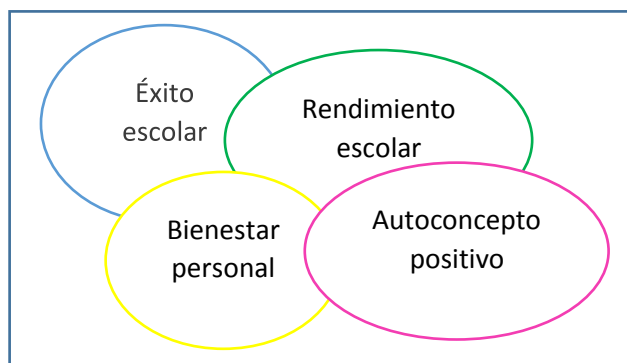 Éxito
escolar
Rendimiento
escolar
Bienestar
personal
Autoconcepto
positivo